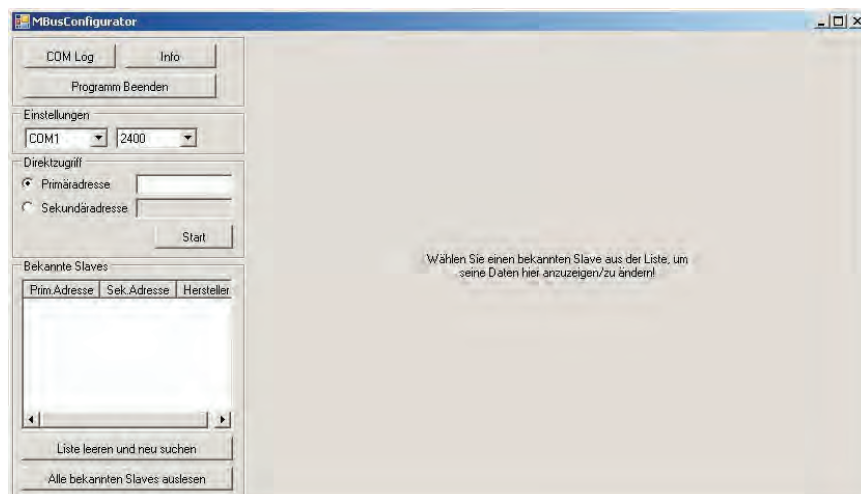 MBusConfigurator
COM Log
Info
Programm Beenden
Einstellungen
COM1
2400
Direktzugriff
Primäradresse
Sekundäradresse
Start
Bekannte Slaves
Prim.Adresse Sek.Adresse Hersteller
Liste leeren und neu suchen
Alle bekannten Slaves auslesen
Wählen Sie einen bekannten Slave aus der Liste, um
seine Daten hier anzuzeigen/zu ändern!